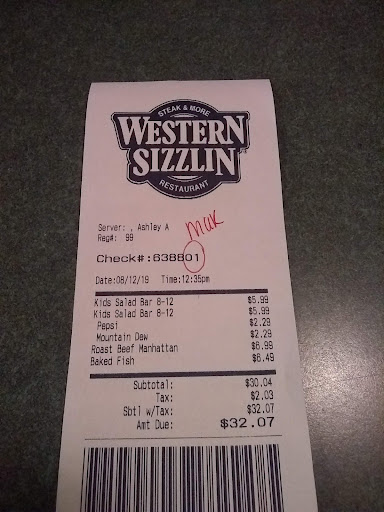 STEAK & MORE
WESTERN
SIZZLIN
RESTAURANT
Server: , Ashley A
Reg#: 99
Check#:638801
Date:08/12/19 Time:12:35pm
Kids Salad Bar 8-12 $5.99
Kids Salad Bar 8-12 $5.99
Pepsi $2.29
Mountain Dew $2.29
Roast Beef Manhattan $6.99
Baked Fish $6.49
Subtotal: $30.04
Tax: $2.03
Sbtl w/Tax: $32.07
Amt Due: $32.07